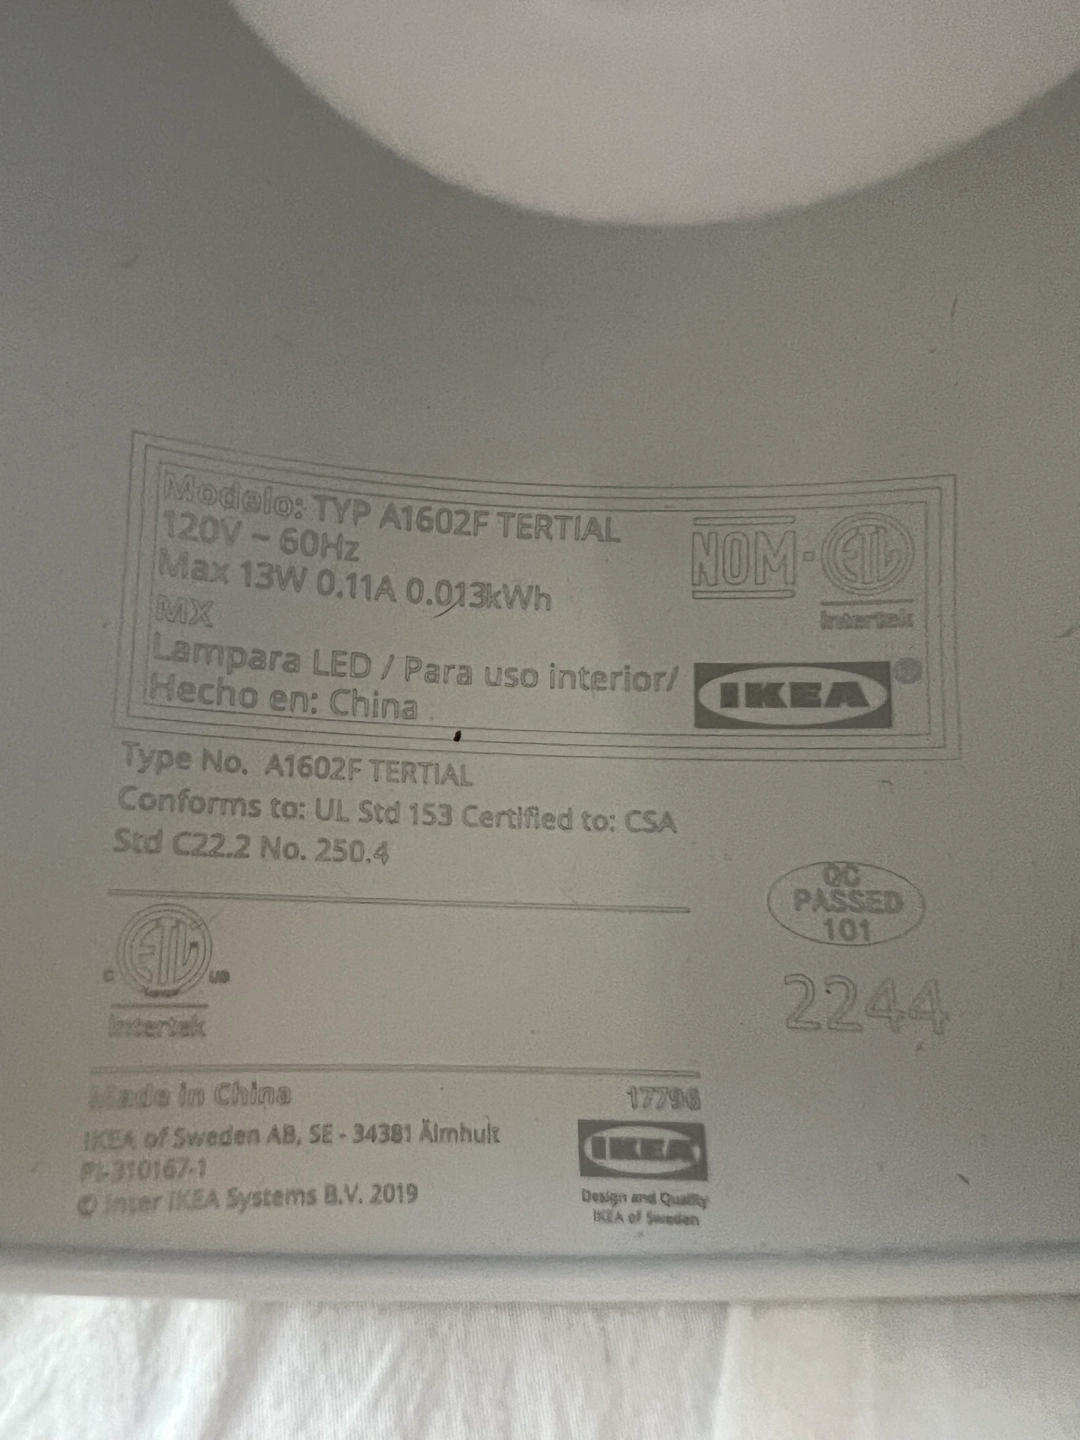 Modelo: TYP A1602F TERTIAL
120V ~ 60Hz
Max 13W 0.11A 0.013kWh
MX
Lampara LED / Para uso interior/
Hecho en: China
NOM-ETL
Intertek
IKEA®
Type No. A1602F TERTIAL
Conforms to: UL Std 153 Certified to: CSA
Std C22.2 No. 250.4
QC
PASSED
101
2244
C ETL US
Intertek
Made in China
17796
IKEA of Sweden AB, SE - 34381 Älmhult
PI-310167-1
© Inter IKEA Systems B.V. 2019
IKEA
Design and Quality
IKEA of Sweden